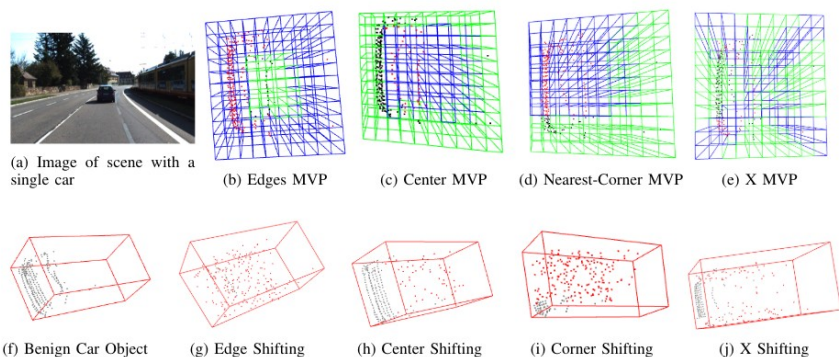 (a) Image of scene with a
single car
(b) Edges MVP
(c) Center MVP
(d) Nearest-Corner MVP
(e) X MVP
(f) Benign Car Object
(g) Edge Shifting
(h) Center Shifting
(i) Corner Shifting
(j) X Shifting